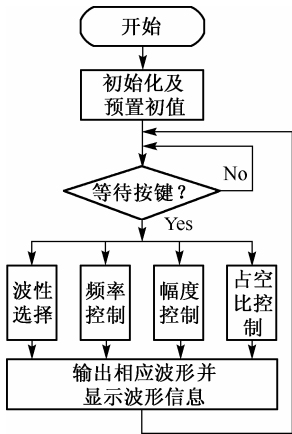 开始
初始化及
预置初值
等待按键？
No
Yes
波性
选择
频率
控制
幅度
控制
占空
比控
制
输出相应波形并
显示波形信息